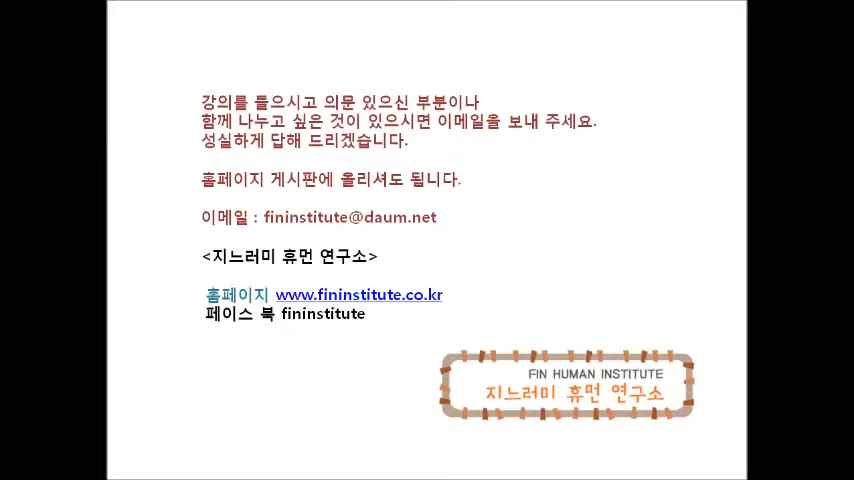 강의를 들으시고 의문 있으신 부분이나
함께 나누고 싶은 것이 있으시면 이메일을 보내 주세요.
성실하게 답해 드리겠습니다.
홈페이지 게시판에 올리셔도 됩니다.
이메일 : fininstitute@daum.net
<지느러미 휴먼 연구소>
홈페이지 www.fininstitute.co.kr
페이스 북 fininstitute
FIN HUMAN INSTITUTE
지느러미 휴먼 연구소